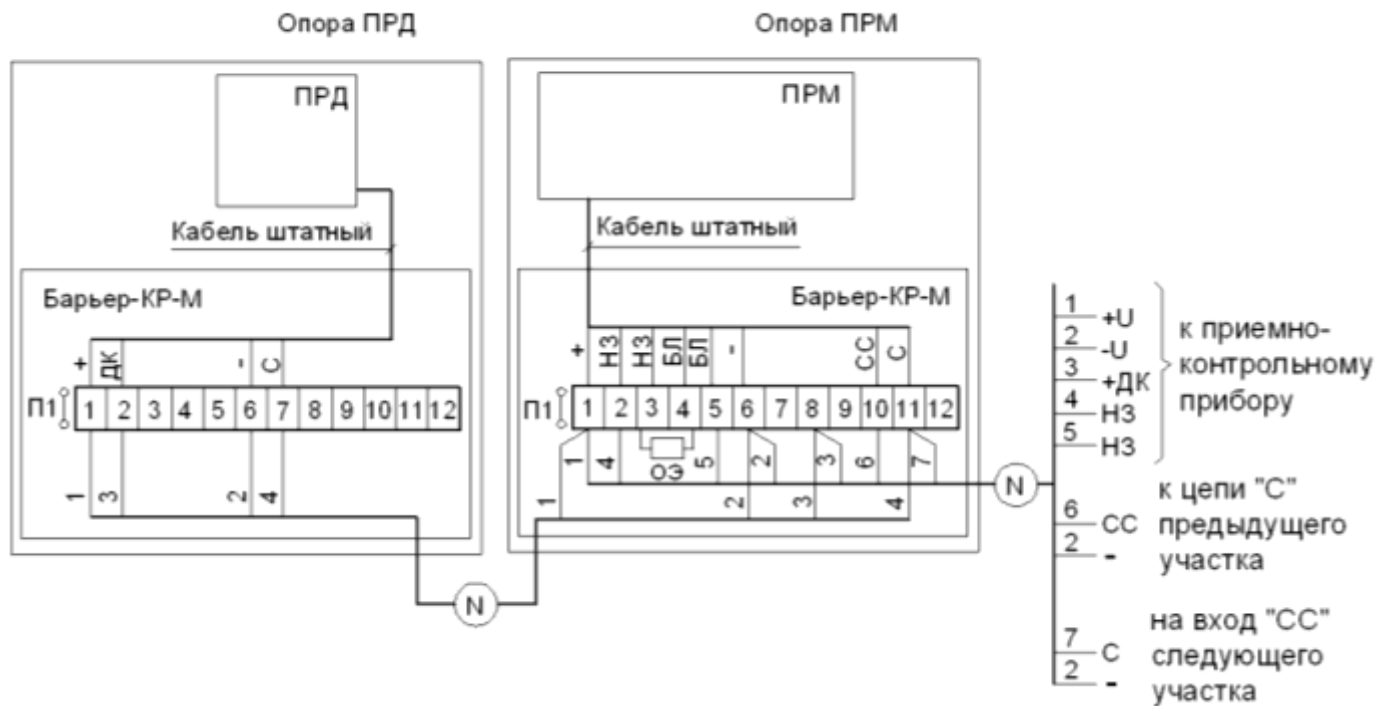 Опора ПРД
Опора ПРМ
ПРД
ПРМ
Кабель штатный
Кабель штатный
Барьер-КР-М
Барьер-КР-М
+ ДК - С
+ НЗ НЗ БЛ БЛ - СС С
П1 1 2 3 4 5 6 7 8 9 10 11 12
П1 1 2 3 4 5 6 7 8 9 10 11 12
1 4 ОЭ 5 2 3 6 7
1 3 2 4
1 2 3 4
N
N
1 +U
2 -U
3 +ДК
4 НЗ
5 НЗ
к приемно-
контрольному
прибору
6 СС
2 -
к цепи "С"
предыдущего
участка
7 С
2 -
на вход "СС"
следующего
участка